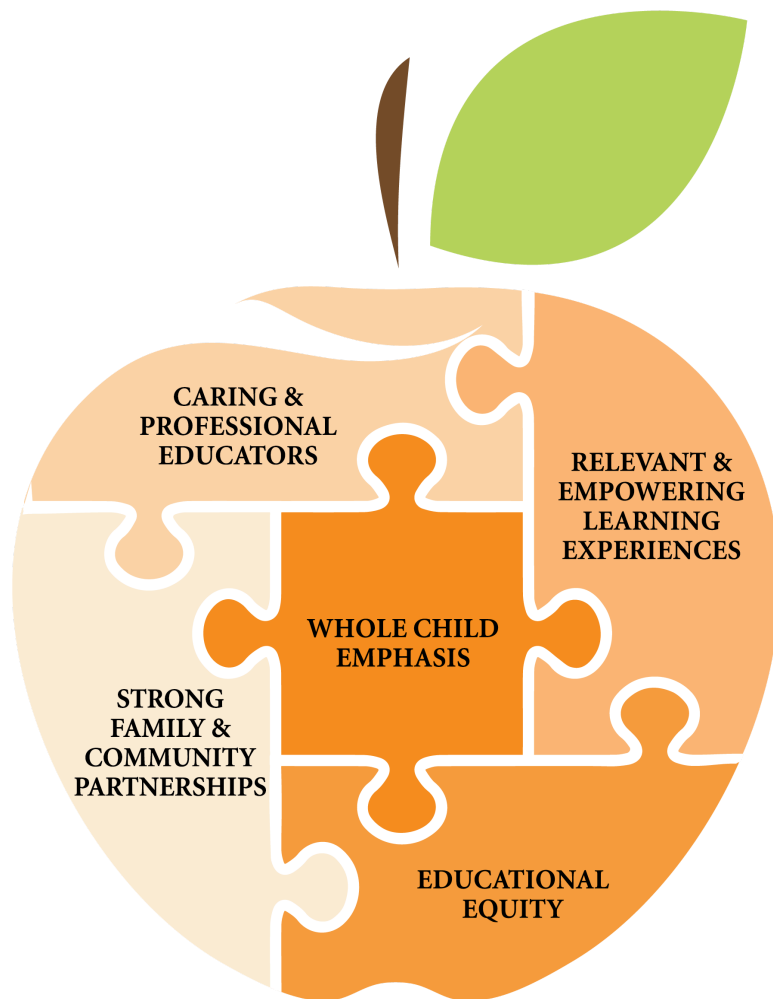 CARING &
PROFESSIONAL
EDUCATORS
RELEVANT &
EMPOWERING
LEARNING
EXPERIENCES
WHOLE CHILD
EMPHASIS
STRONG
FAMILY &
COMMUNITY
PARTNERSHIPS
EDUCATIONAL
EQUITY